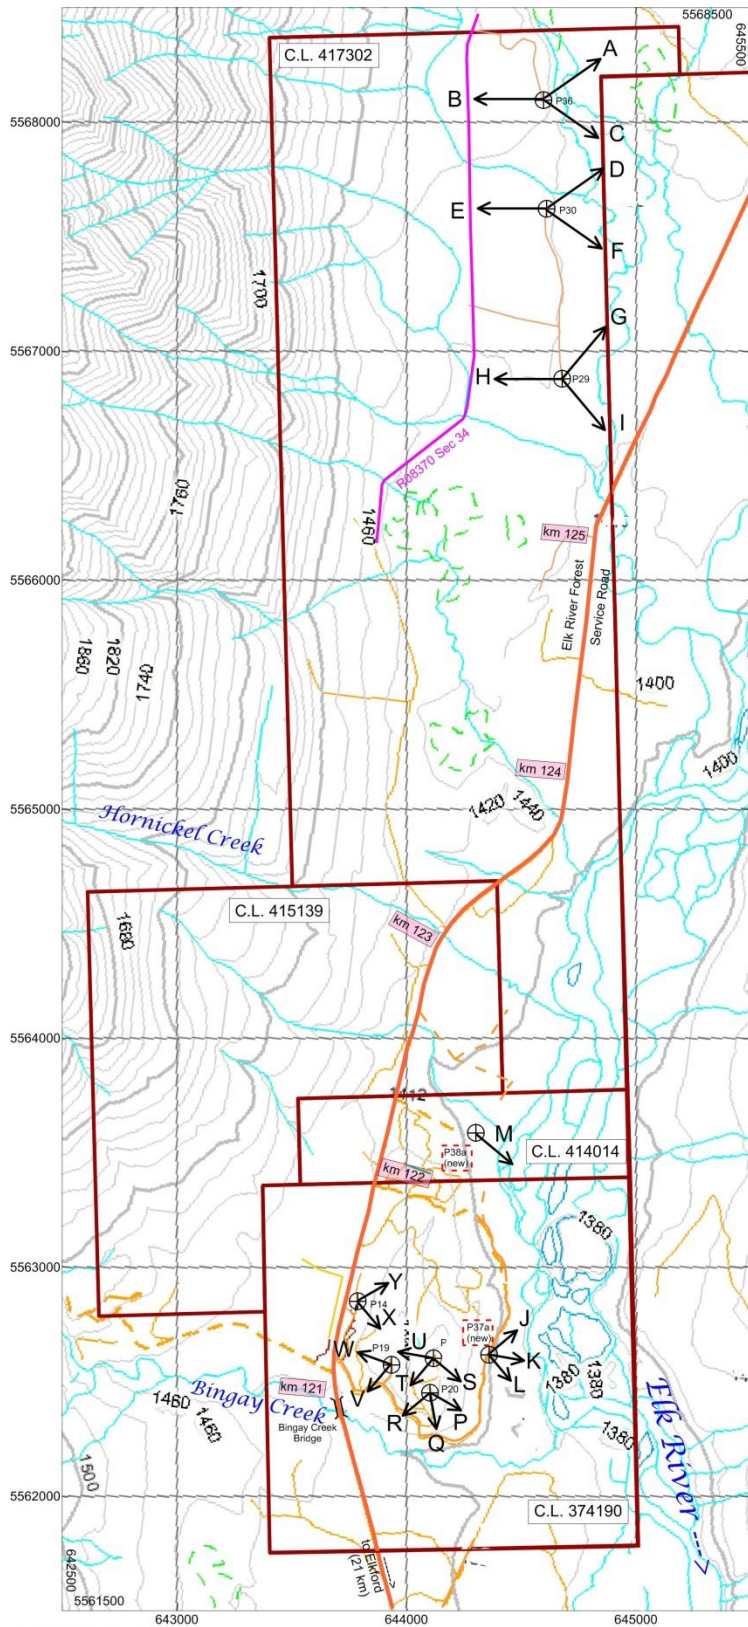 5568500
645500
C.L. 417302
A
B
P36
C
5568000
D
E
P30
F
1700
G
5567000
H
P29
I
R08370 Sec 34
1760
1460
km 125
5566000
Elk River Forest
Service Road
1860
1820
1740
1400
1400
km 124
1420
1440
5565000
Hornickel Creek
C.L. 415139
1680
km 123
5564000
1412
M
P38a
(new)
C.L. 414014
km 122
1380
5563000
Y
P14
X
P37a
(new)
J
U
P
W
P19
K
T
S
L
1380
1380
V
km 121
P20
R
P
Bingay Creek
1460
1460
Bingay Creek
Bridge
Q
1380
Elk River --->
1500
5562000
C.L. 374190
to Elkford
(21 km)
642500
5561500
643000
644000
645000